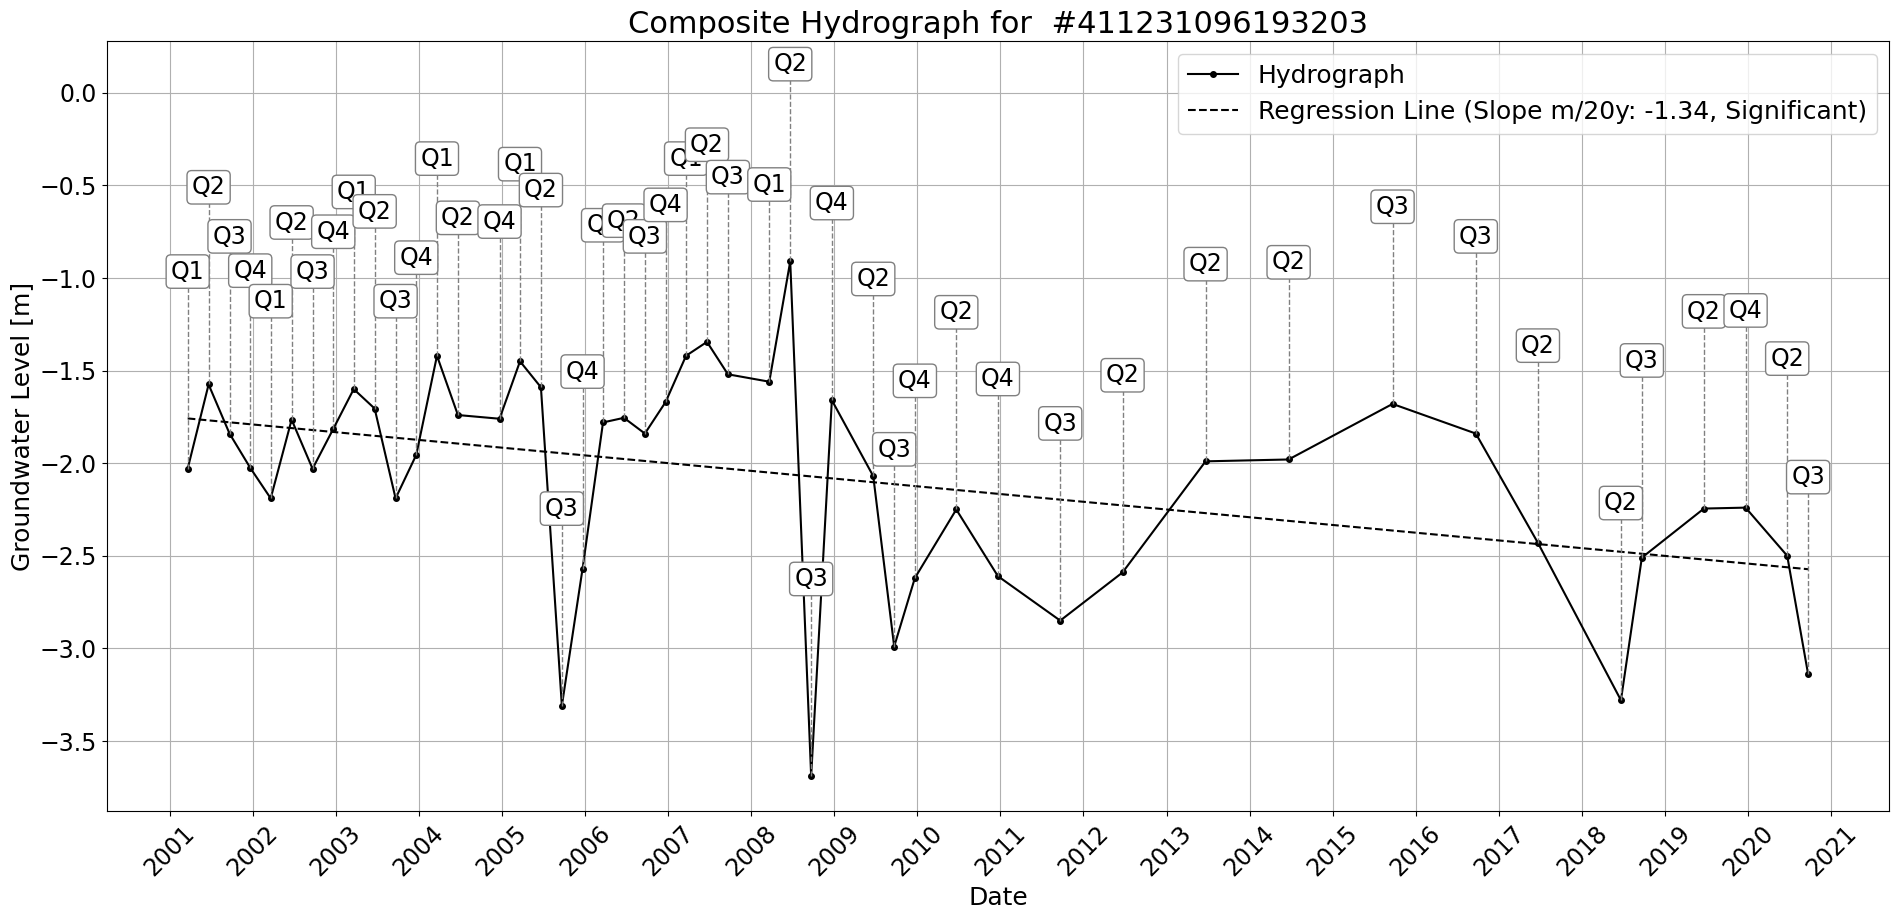 Composite Hydrograph for  #411231096193203
Hydrograph
Regression Line (Slope m/20y: -1.34, Significant)
Groundwater Level [m]
0.0
−0.5
−1.0
−1.5
−2.0
−2.5
−3.0
−3.5
Q1
Q2
Q3
Q4
Q1
Q2
Q3
Q4
Q1
Q2
Q3
Q4
Q1
Q2
Q4
Q1
Q2
Q3
Q4
Q2
Q3
Q4
Q1
Q2
Q3
Q1
Q2
Q3
Q4
Q2
Q3
Q4
Q2
Q4
Q3
Q2
Q2
Q2
Q3
Q3
Q2
Q2
Q3
Q2
Q4
Q2
Q3
2001
2002
2003
2004
2005
2006
2007
2008
2009
2010
2011
2012
2013
2014
2015
2016
2017
2018
2019
2020
2021
Date